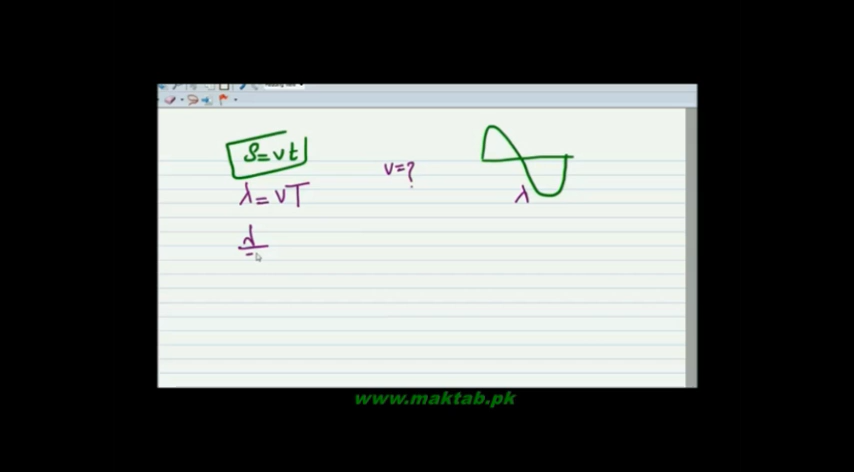 S=vt
v=?
λ=vT
λ
λ
www.maktab.pk